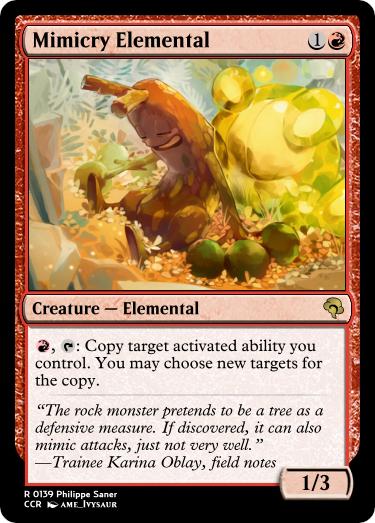 Mimicry Elemental 1
Creature — Elemental
, : Copy target activated ability you
control. You may choose new targets for
the copy.
“The rock monster pretends to be a tree as a
defensive measure. If discovered, it can also
mimic attacks, just not very well.”
—Trainee Karina Oblay, field notes
1/3
R 0139 Philippe Saner
CCR AME_IVYSAUR